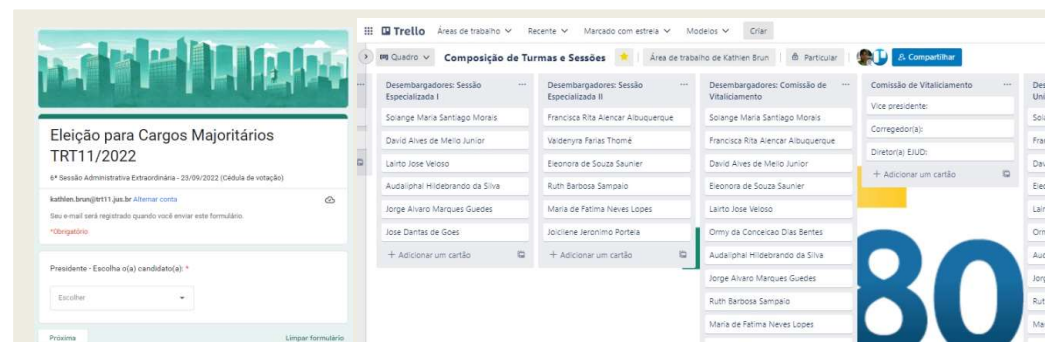 Eleição para Cargos Majoritários
TRT11/2022
6ª Sessão Administrativa Extraordinária - 23/09/2022 (Cédula de votação)
kathlen.brun@trt11.jus.br Alternar conta
Seu e-mail será registrado quando você enviar este formulário.
*Obrigatório
Presidente - Escolha o(a) candidato(a): *
Escolher
Próxima
Limpar formulário
Trello
Áreas de trabalho
Recente
Marcado com estrela
Modelos
Criar
Quadro
Composição de Turmas e Sessões
Área de trabalho de Kathlen Brun
Particular
Compartilhar
Desembargadores: Sessão
Especializada I
Solange Maria Santiago Morais
David Alves de Mello Junior
Lairto Jose Veloso
Audaliphal Hildebrando da Silva
Jorge Alvaro Marques Guedes
Jose Dantas de Goes
+ Adicionar um cartão
Desembargadores: Sessão
Especializada II
Francisca Rita Alencar Albuquerque
Valdenyra Farias Thomé
Eleonora de Souza Saunier
Ruth Barbosa Sampaio
Maria de Fatima Neves Lopes
Joicilene Jeronimo Portela
+ Adicionar um cartão
Desembargadores: Comissão de
Vitaliciamento
Solange Maria Santiago Morais
Francisca Rita Alencar Albuquerque
David Alves de Mello Junior
Eleonora de Souza Saunier
Lairto Jose Veloso
Ormy da Conceicao Dias Bentes
Audaliphal Hildebrando da Silva
Jorge Alvaro Marques Guedes
Ruth Barbosa Sampaio
Maria de Fatima Neves Lopes
Comissão de Vitaliciamento
Vice presidente:
Corregedor(a):
Diretor(a) EJUD:
+ Adicionar um cartão
80